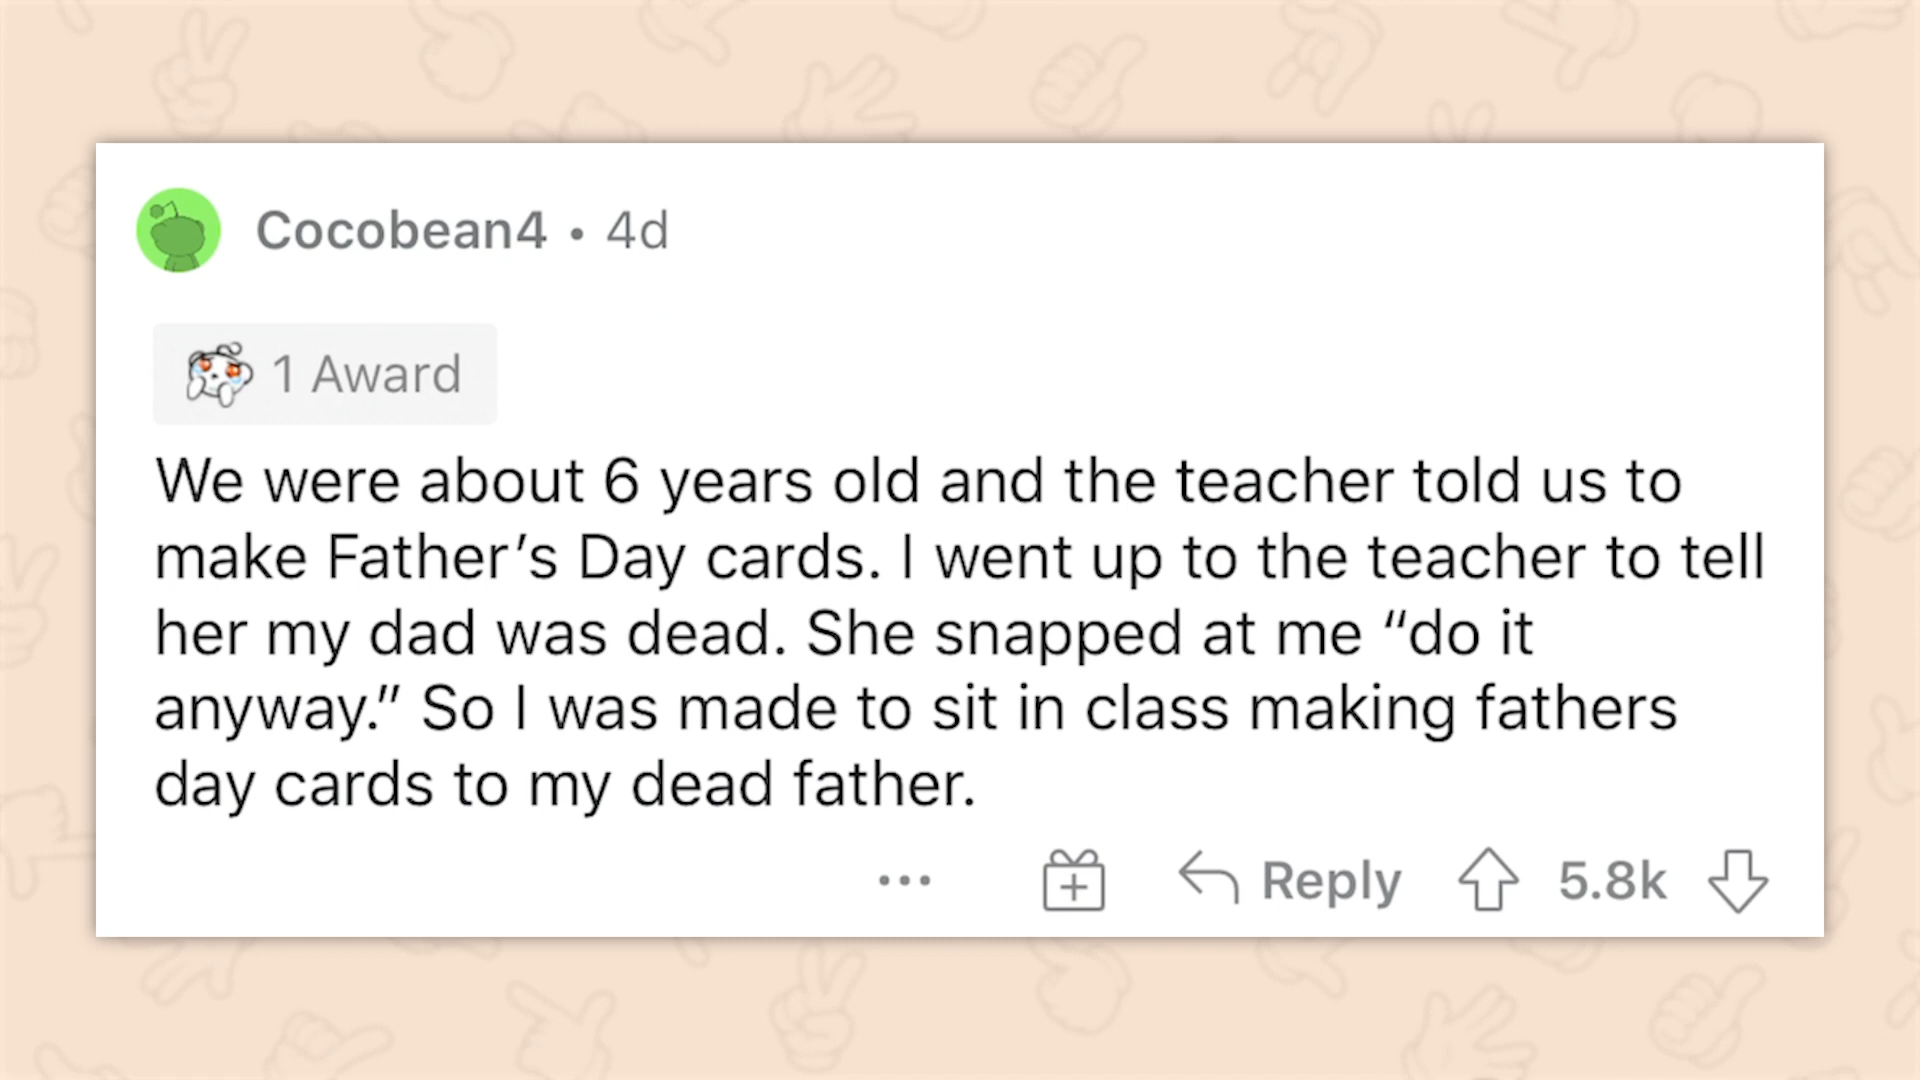 Cocobean4 • 4d
1 Award
We were about 6 years old and the teacher told us to
make Father’s Day cards. I went up to the teacher to tell
her my dad was dead. She snapped at me “do it
anyway.” So I was made to sit in class making fathers
day cards to my dead father.
Reply 5.8k